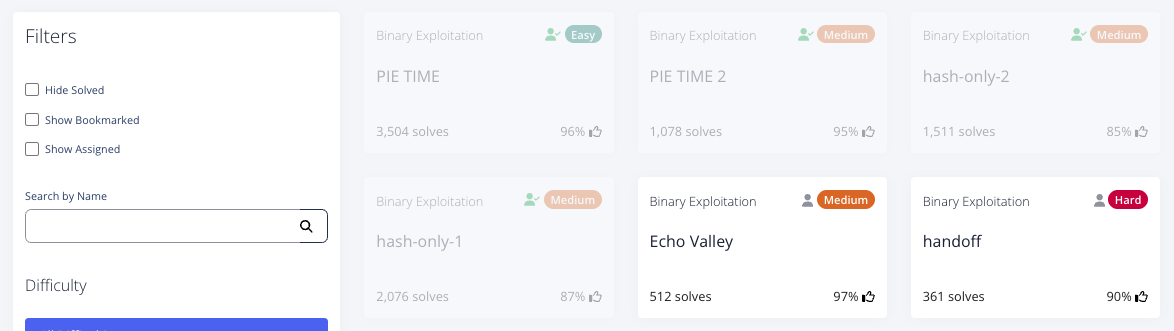 Filters
Hide Solved
Show Bookmarked
Show Assigned
Search by Name
Difficulty
Binary Exploitation
Easy
PIE TIME
3,504 solves
96%
Binary Exploitation
Medium
PIE TIME 2
1,078 solves
95%
Binary Exploitation
Medium
hash-only-2
1,511 solves
85%
Binary Exploitation
Medium
hash-only-1
2,076 solves
87%
Binary Exploitation
Medium
Echo Valley
512 solves
97%
Binary Exploitation
Hard
handoff
361 solves
90%